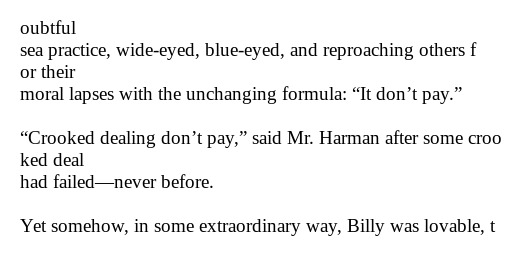 oubtful
sea practice, wide-eyed, blue-eyed, and reproaching others f
or their
moral lapses with the unchanging formula: “It don’t pay.”

“Crooked dealing don’t pay,” said Mr. Harman after some croo
ked deal
had failed—never before.

Yet somehow, in some extraordinary way, Billy was lovable, t